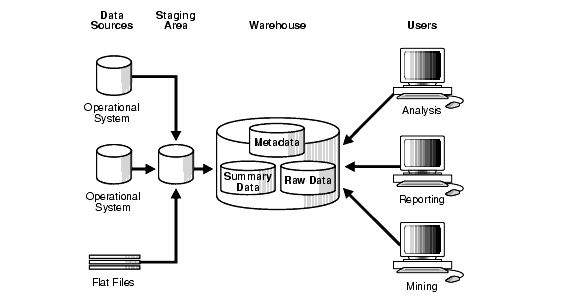 Data
Sources
Staging
Area
Warehouse
Users
Operational
System
Operational
System
Flat Files
Metadata
Summary
Data
Raw Data
Analysis
Reporting
Mining